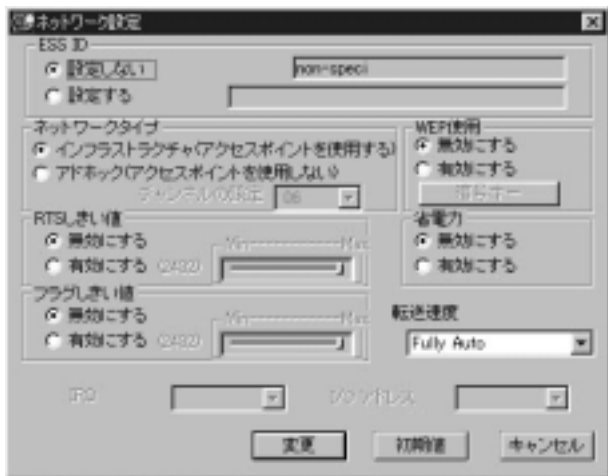 ネットワーク設定
ESS ID
設定しない
non-speci
設定する
ネットワークタイプ
インフラストラクチャ(アクセスポイントを使用する)
アドホック(アクセスポイントを使用しない)
チャンネルの設定 06
WEP使用
無効にする
有効にする
暗号キー
RTSしきい値
無効にする
有効にする (2432)
Min Max
省電力
無効にする
有効にする
フラグしきい値
無効にする
有効にする (2432)
Min Max
転送速度
Fully Auto
IRQ
I/Oアドレス
変更
初期値
キャンセル